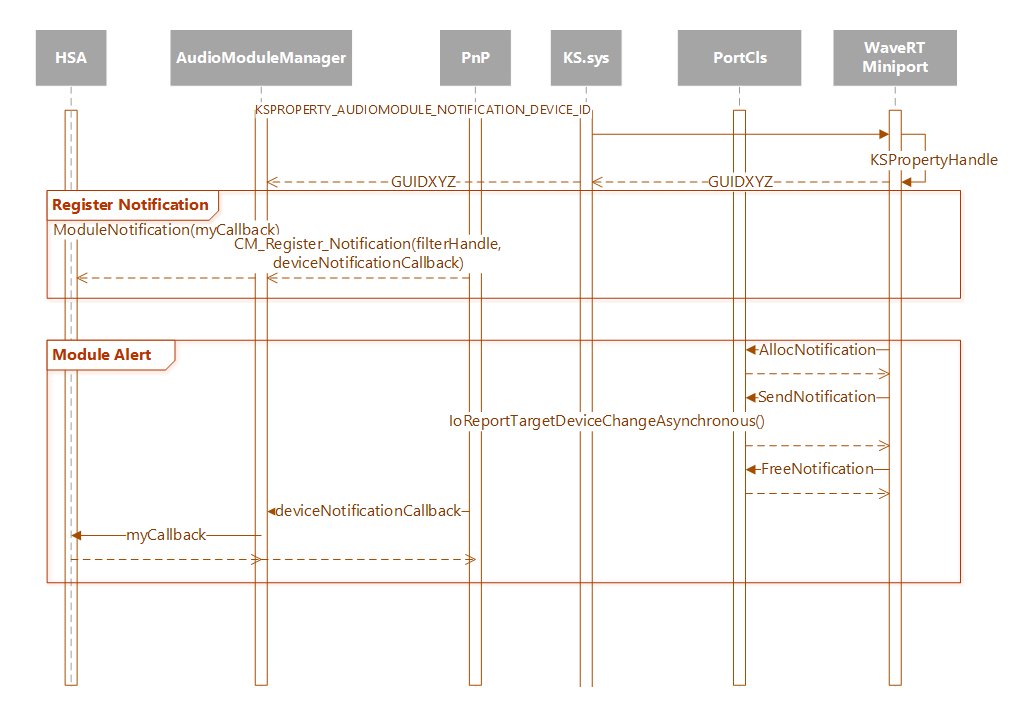 HSA
AudioModuleManager
PnP
KS.sys
PortCls
WaveRT
Miniport
KSPROPERTY_AUDIOMODULE_NOTIFICATION_DEVICE_ID
KSPropertyHandle
GUIDXYZ
GUIDXYZ
Register Notification
ModuleNotification(myCallback)
CM_Register_Notification(filterHandle,
deviceNotificationCallback)
Module Alert
AllocNotification
SendNotification
IoReportTargetDeviceChangeAsynchronous()
FreeNotification
deviceNotificationCallback
myCallback